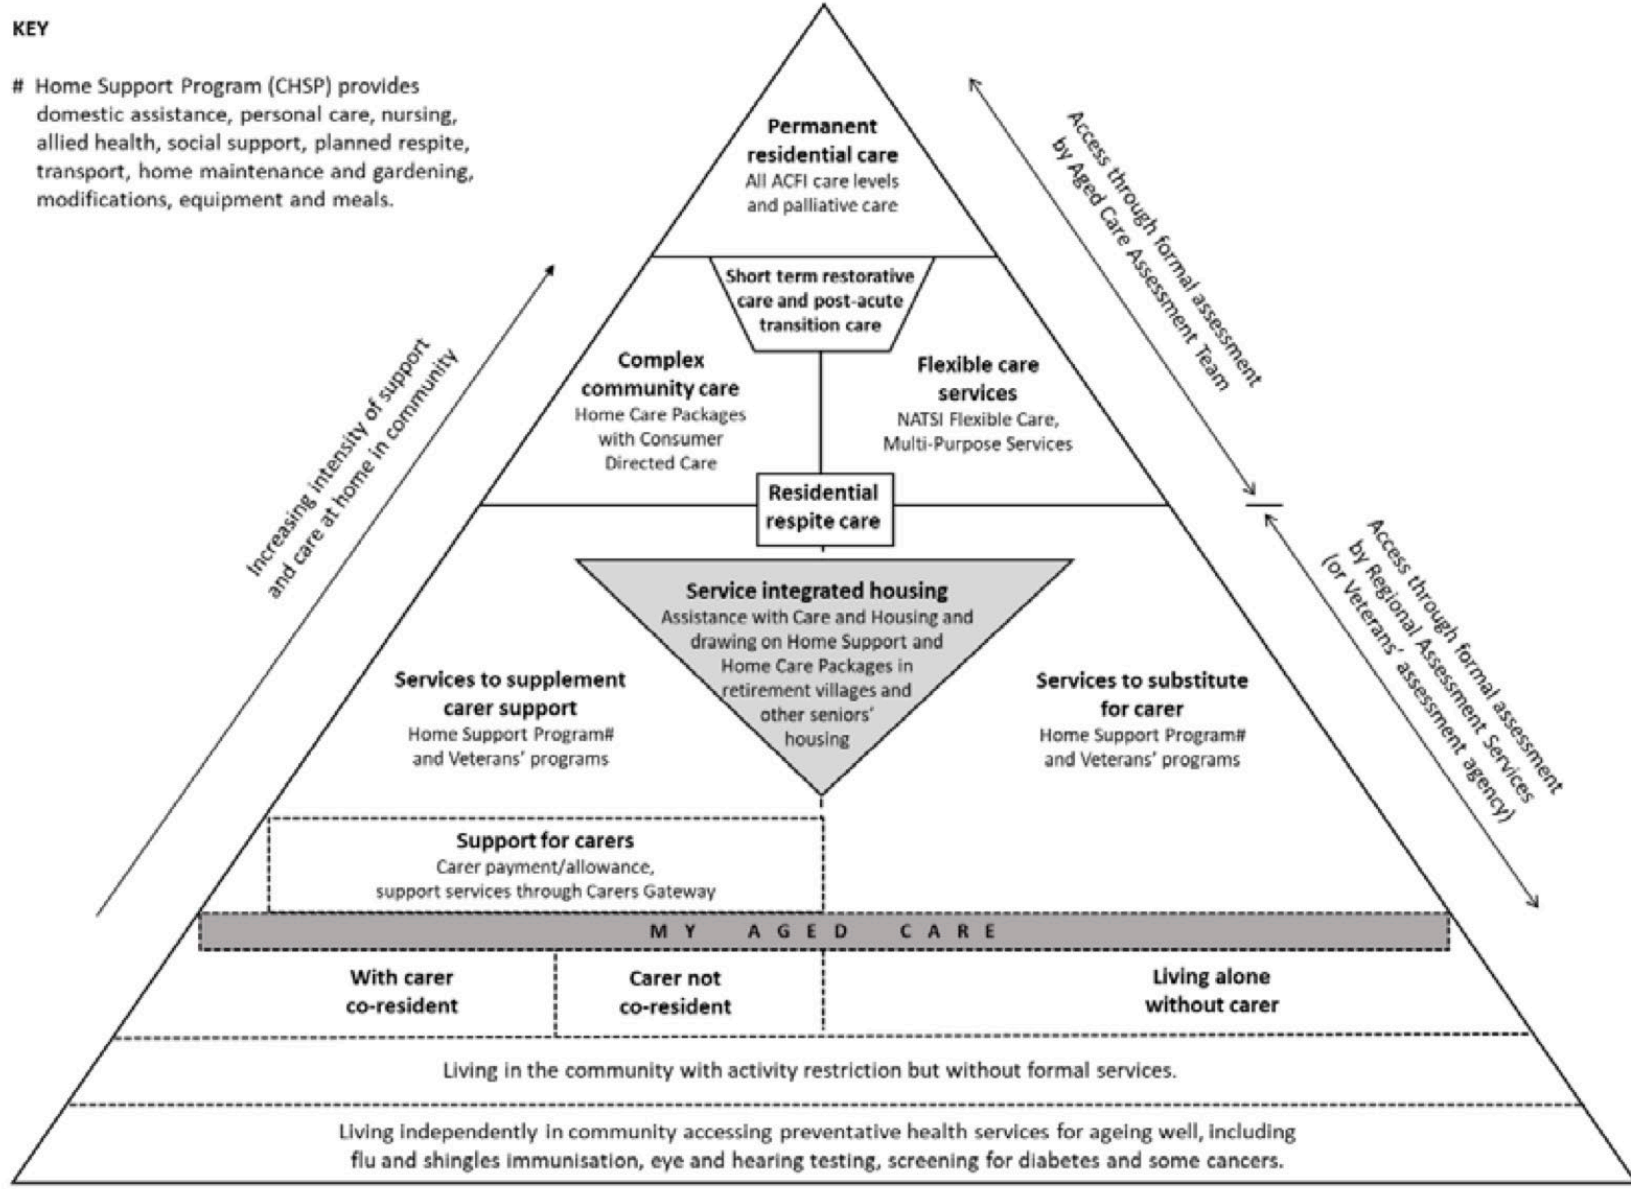 KEY
# Home Support Program (CHSP) provides
domestic assistance, personal care, nursing,
allied health, social support, planned respite,
transport, home maintenance and gardening,
modifications, equipment and meals.
Permanent
residential care
All ACFI care levels
and palliative care
Access through formal assessment
by Aged Care Assessment Team
Short term restorative
care and post-acute
transition care
Increasing intensity of support
and care at home in community
Complex
community care
Home Care Packages
with Consumer
Directed Care
Flexible care
services
NATSI Flexible Care,
Multi-Purpose Services
Residential
respite care
Access through formal assessment
by Regional Assessment Services
(or Veterans' assessment agency)
Service integrated housing
Assistance with Care and Housing and
drawing on Home Support and
Home Care Packages in
retirement villages and
other seniors'
housing
Services to supplement
carer support
Home Support Program#
and Veterans' programs
Services to substitute
for carer
Home Support Program#
and Veterans' programs
Support for carers
Carer payment/allowance,
support services through Carers Gateway
MY AGED CARE
With carer
co-resident
Carer not
co-resident
Living alone
without carer
Living in the community with activity restriction but without formal services.
Living independently in community accessing preventative health services for ageing well, including
flu and shingles immunisation, eye and hearing testing, screening for diabetes and some cancers.